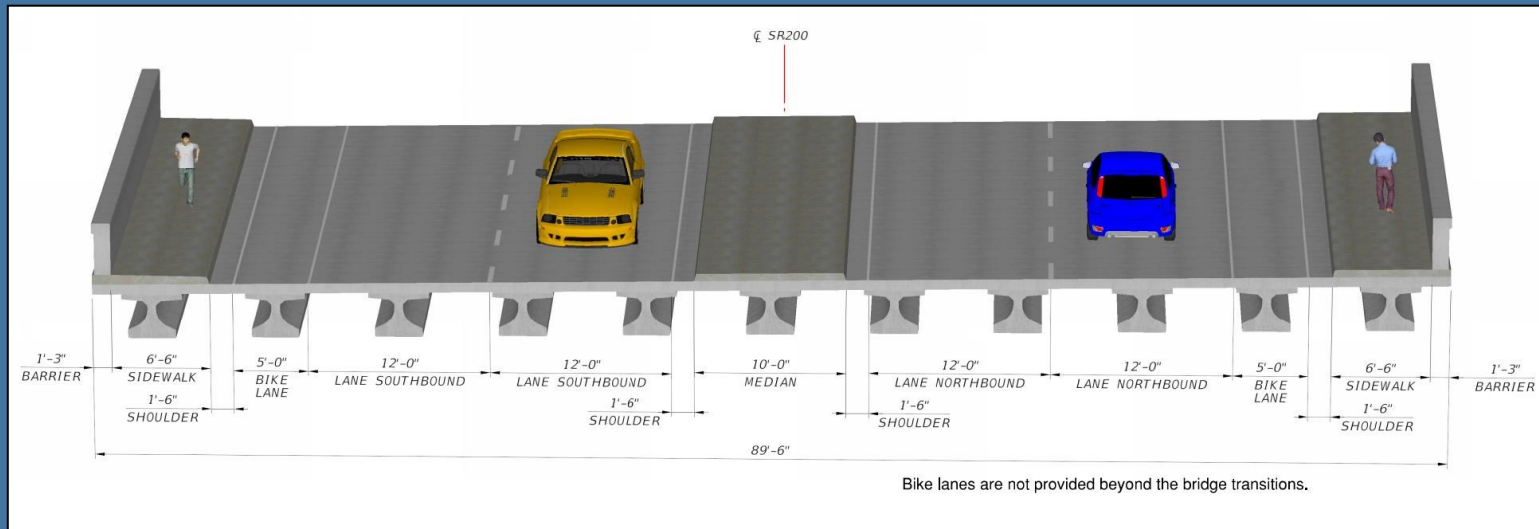 ℄ SR200
1'-3"
BARRIER
6'-6"
SIDEWALK
1'-6"
SHOULDER
5'-0"
BIKE
LANE
12'-0"
LANE SOUTHBOUND
12'-0"
LANE SOUTHBOUND
1'-6"
SHOULDER
10'-0"
MEDIAN
1'-6"
SHOULDER
12'-0"
LANE NORTHBOUND
12'-0"
LANE NORTHBOUND
5'-0"
BIKE
LANE
6'-6"
SIDEWALK
1'-6"
SHOULDER
1'-3"
BARRIER
89'-6"
Bike lanes are not provided beyond the bridge transitions.